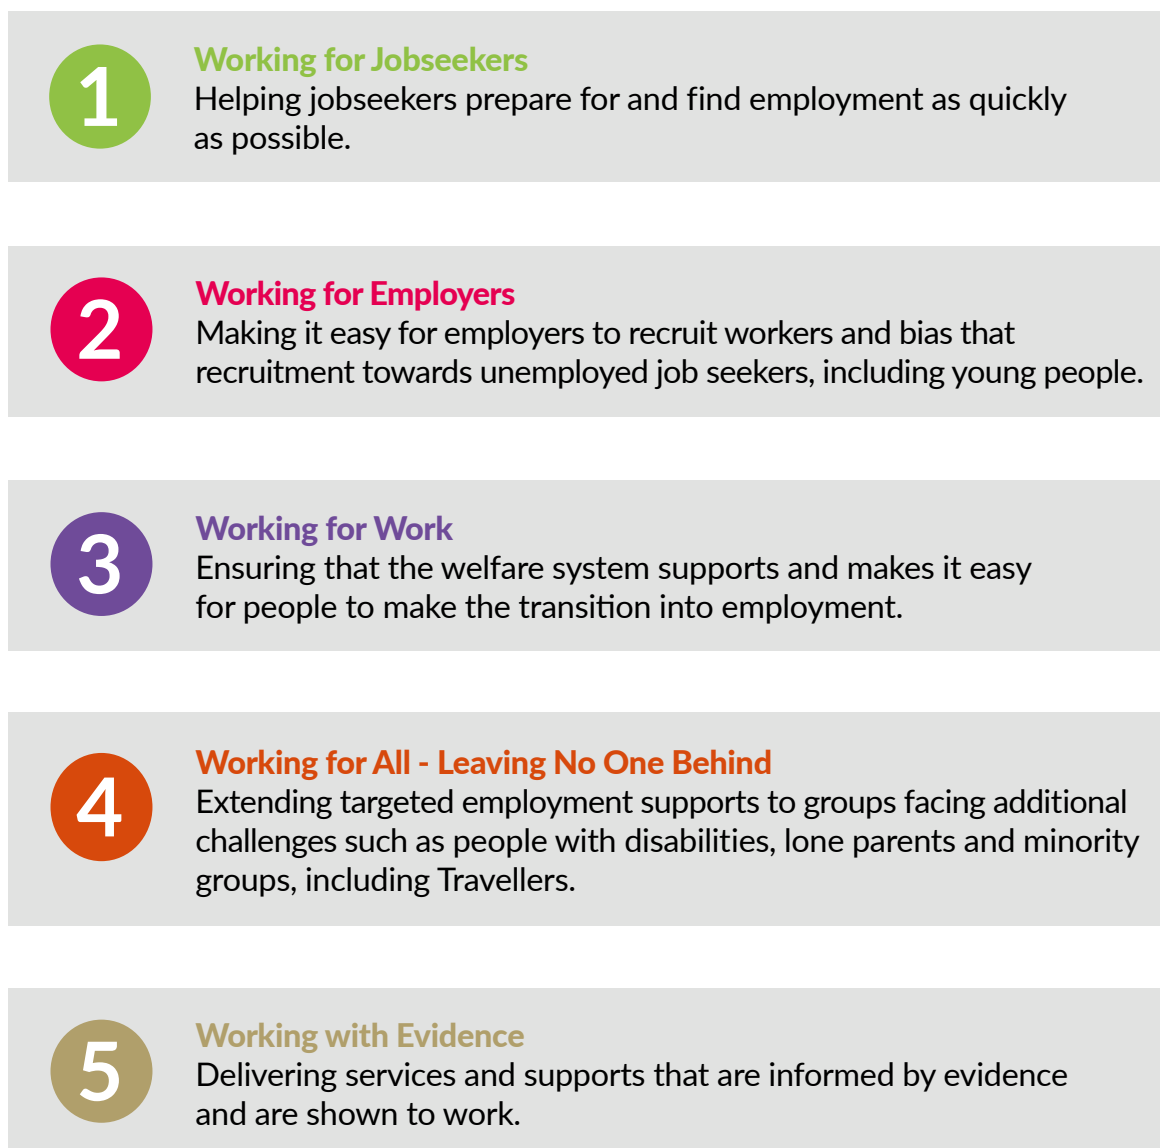 1
Working for Jobseekers
Helping jobseekers prepare for and find employment as quickly
as possible.
2
Working for Employers
Making it easy for employers to recruit workers and bias that
recruitment towards unemployed job seekers, including young people.
3
Working for Work
Ensuring that the welfare system supports and makes it easy
for people to make the transition into employment.
4
Working for All - Leaving No One Behind
Extending targeted employment supports to groups facing additional
challenges such as people with disabilities, lone parents and minority
groups, including Travellers.
5
Working with Evidence
Delivering services and supports that are informed by evidence
and are shown to work.